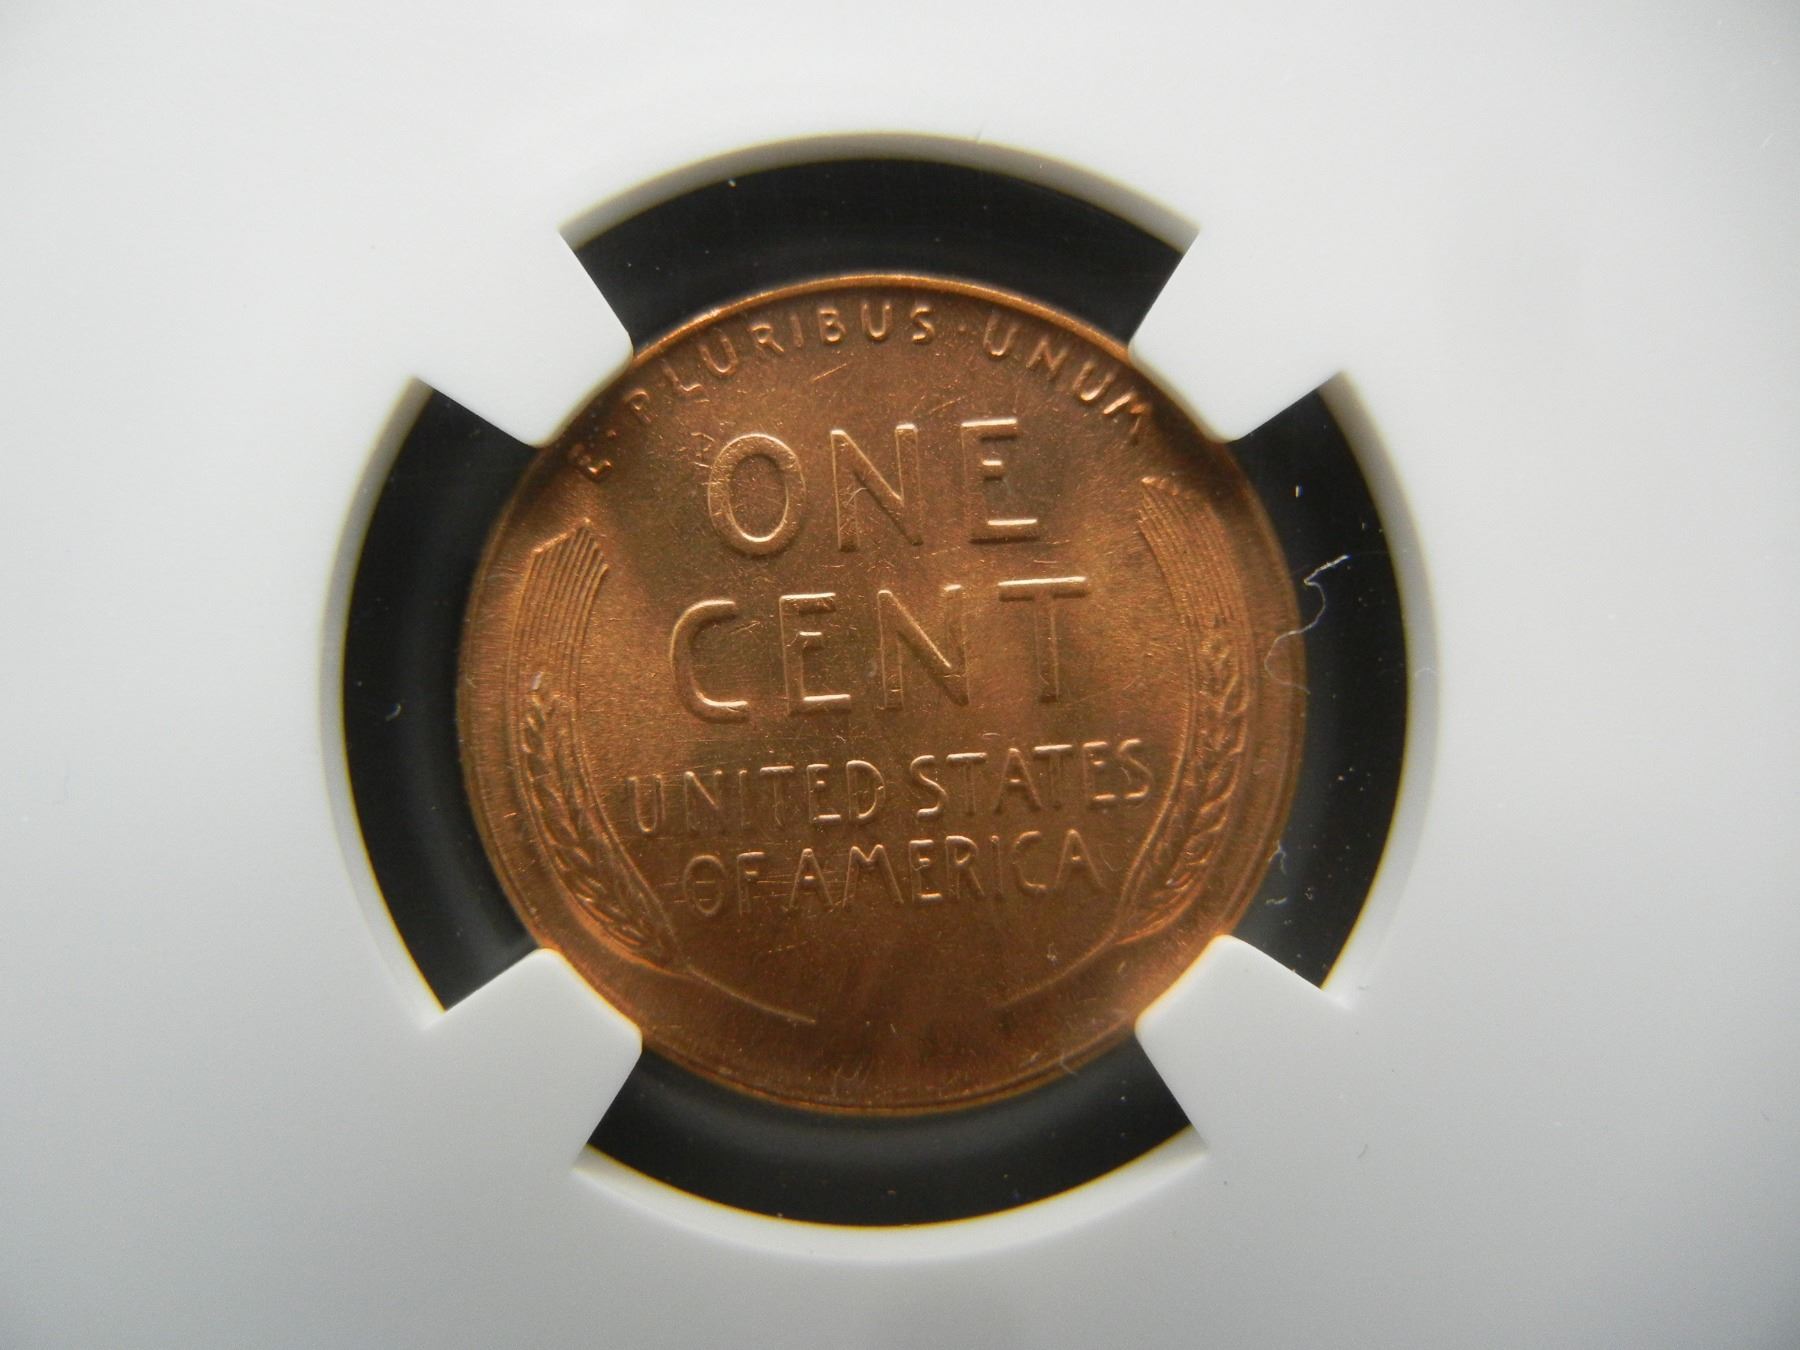 E·PLURIBUS·UNUM
ONE
CENT
UNITED STATES
OF AMERICA